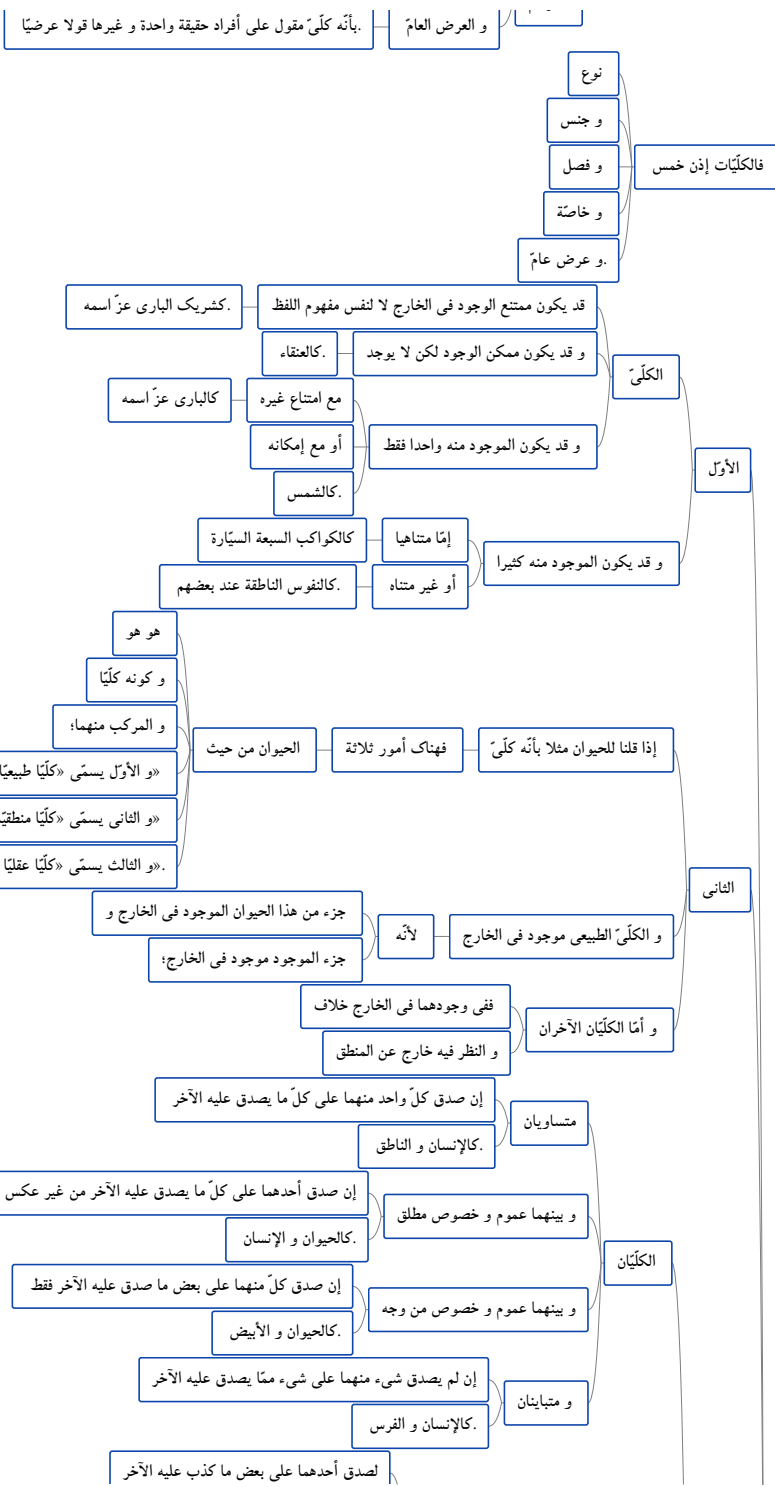 و العرض العامّ
بأنّه كلّىّ مقول على أفراد حقيقة واحدة و غيرها قولا عرضيّا.
فالكلّيّات إذن خمس
نوع
و جنس
و فصل
و خاصّة
و عرض عامّ.
الأوّل
الكلّىّ
قد يكون ممتنع الوجود فى الخارج لا لنفس مفهوم اللفظ
كشريک البارى عزّ اسمه.
و قد يكون ممكن الوجود لكن لا يوجد
كالعنقاء.
و قد يكون الموجود منه واحدا فقط
مع امتناع غيره
كالبارى عزّ اسمه
أو مع إمكانه
كالشمس.
و قد يكون الموجود منه كثيرا
إمّا متناهيا
كالكواكب السبعة السيّارة
أو غير متناه
كالنفوس الناطقة عند بعضهم.
الثانى
إذا قلنا للحيوان مثلا بأنّه كلّىّ
فهناک أمور ثلاثة
الحيوان من حيث
هو هو
و كونه كلّيّا
و المركب منهما؛
و الأوّل يسمّى «كلّيّا طبيعيّا»
و الثانى يسمّى «كلّيّا منطقيّا»
و الثالث يسمّى «كلّيّا عقليّا».
و الكلّىّ الطبيعى موجود فى الخارج
لأنّه
جزء من هذا الحيوان الموجود فى الخارج و
جزء الموجود موجود فى الخارج؛
و أمّا الكلّيّان الآخران
ففى وجودهما فى الخارج خلاف
و النظر فيه خارج عن المنطق
الكلّيّان
متساويان
إن صدق كلّ واحد منهما على كلّ ما يصدق عليه الآخر
كالإنسان و الناطق.
و بينهما عموم و خصوص مطلق
إن صدق أحدهما على كلّ ما يصدق عليه الآخر من غير عكس
كالحيوان و الإنسان.
و بينهما عموم و خصوص من وجه
إن صدق كلّ منهما على بعض ما صدق عليه الآخر فقط
كالحيوان و الأبيض.
و متباينان
إن لم يصدق شىء منهما على شىء ممّا يصدق عليه الآخر
كالإنسان و الفرس.
لصدق أحدهما على بعض ما كذب عليه الآخر